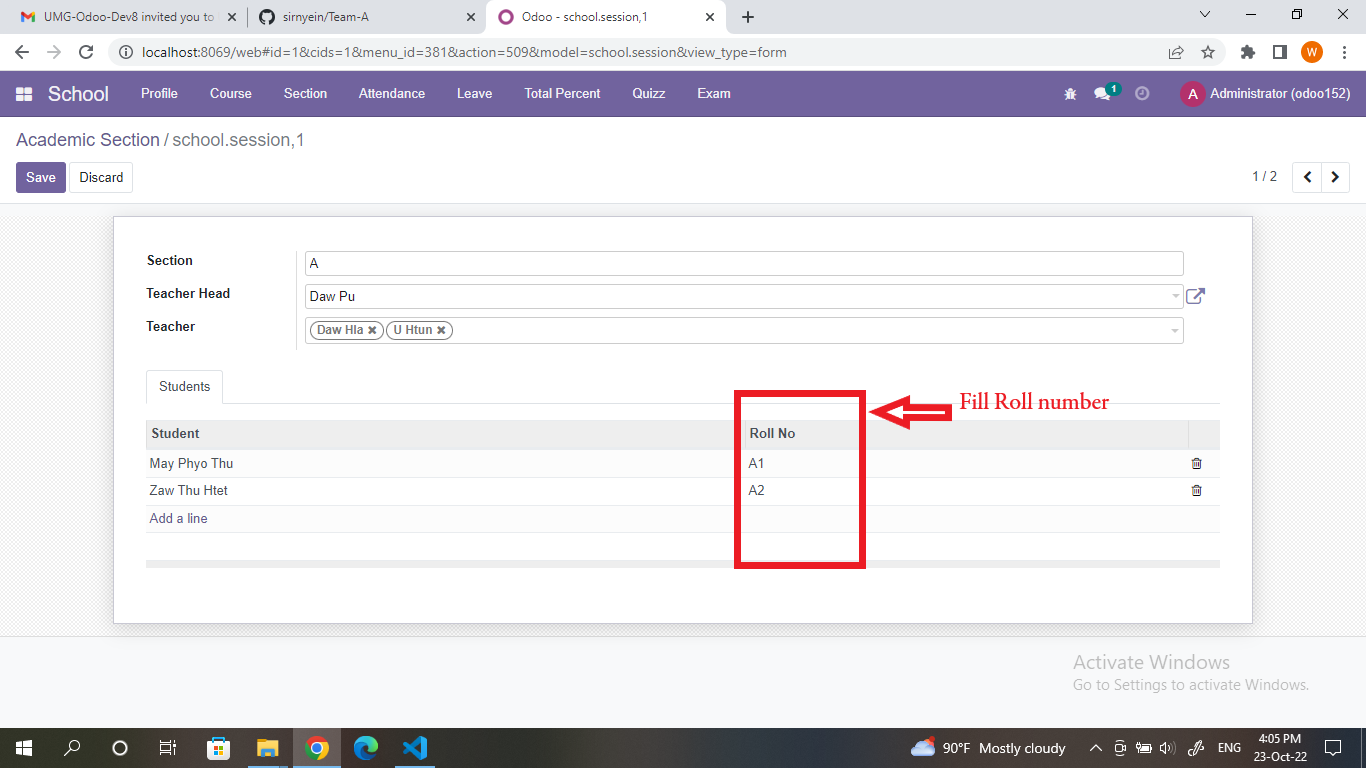 UMG-Odoo-Dev8 invited you to
sirnyein/Team-A
Odoo - school.session,1
localhost:8069/web#id=1&cids=1&menu_id=381&action=509&model=school.session&view_type=form
W
School Profile Course Section Attendance Leave Total Percent Quizz Exam 1 A Administrator (odoo152)
Academic Section / school.session,1
Save Discard 1 / 2
Section A
Teacher Head Daw Pu
Teacher Daw Hla U Htun
Students
Fill Roll number
Student Roll No
May Phyo Thu A1
Zaw Thu Htet A2
Add a line
Activate Windows
Go to Settings to activate Windows.
90°F Mostly cloudy ENG 4:05 PM
23-Oct-22